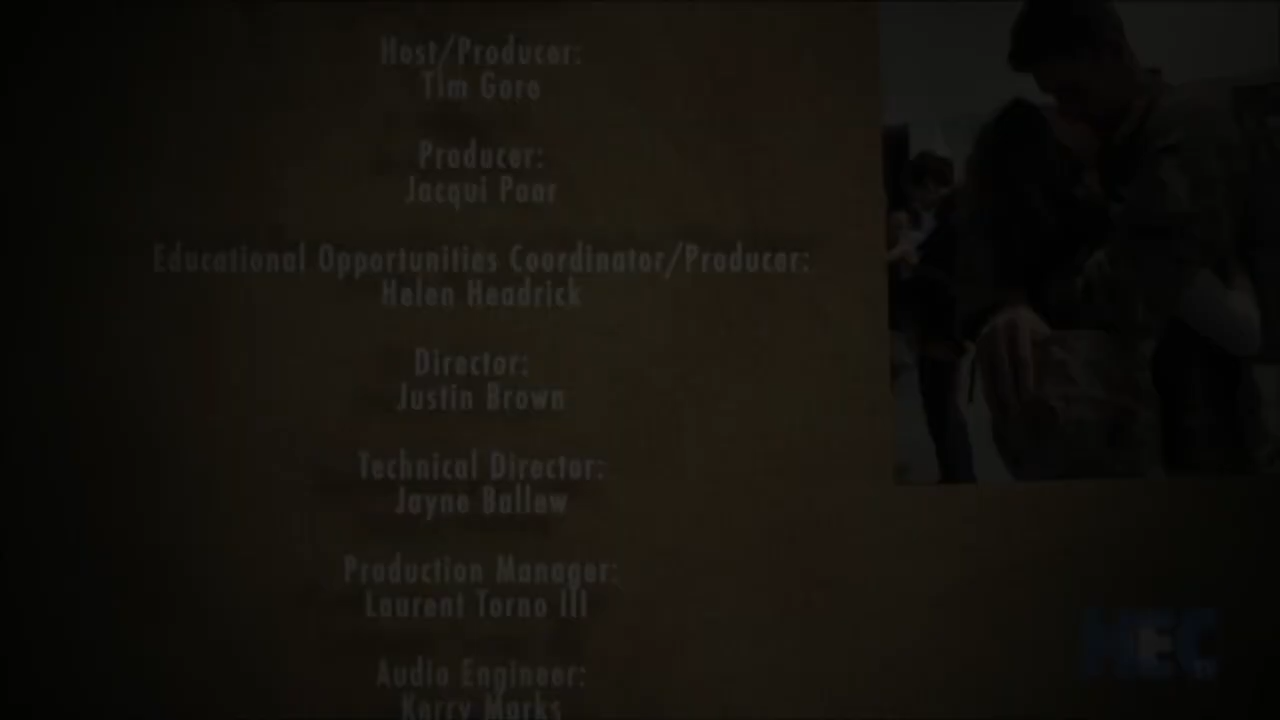 Host/Producer:
Tim Gore
Producer:
Jacqui Poor
Educational Opportunities Coordinator/Producer:
Helen Headrick
Director:
Justin Brown
Technical Director:
Jayne Ballew
Production Manager:
Laurent Torno III
Audio Engineer:
Kerry Marks
HEC